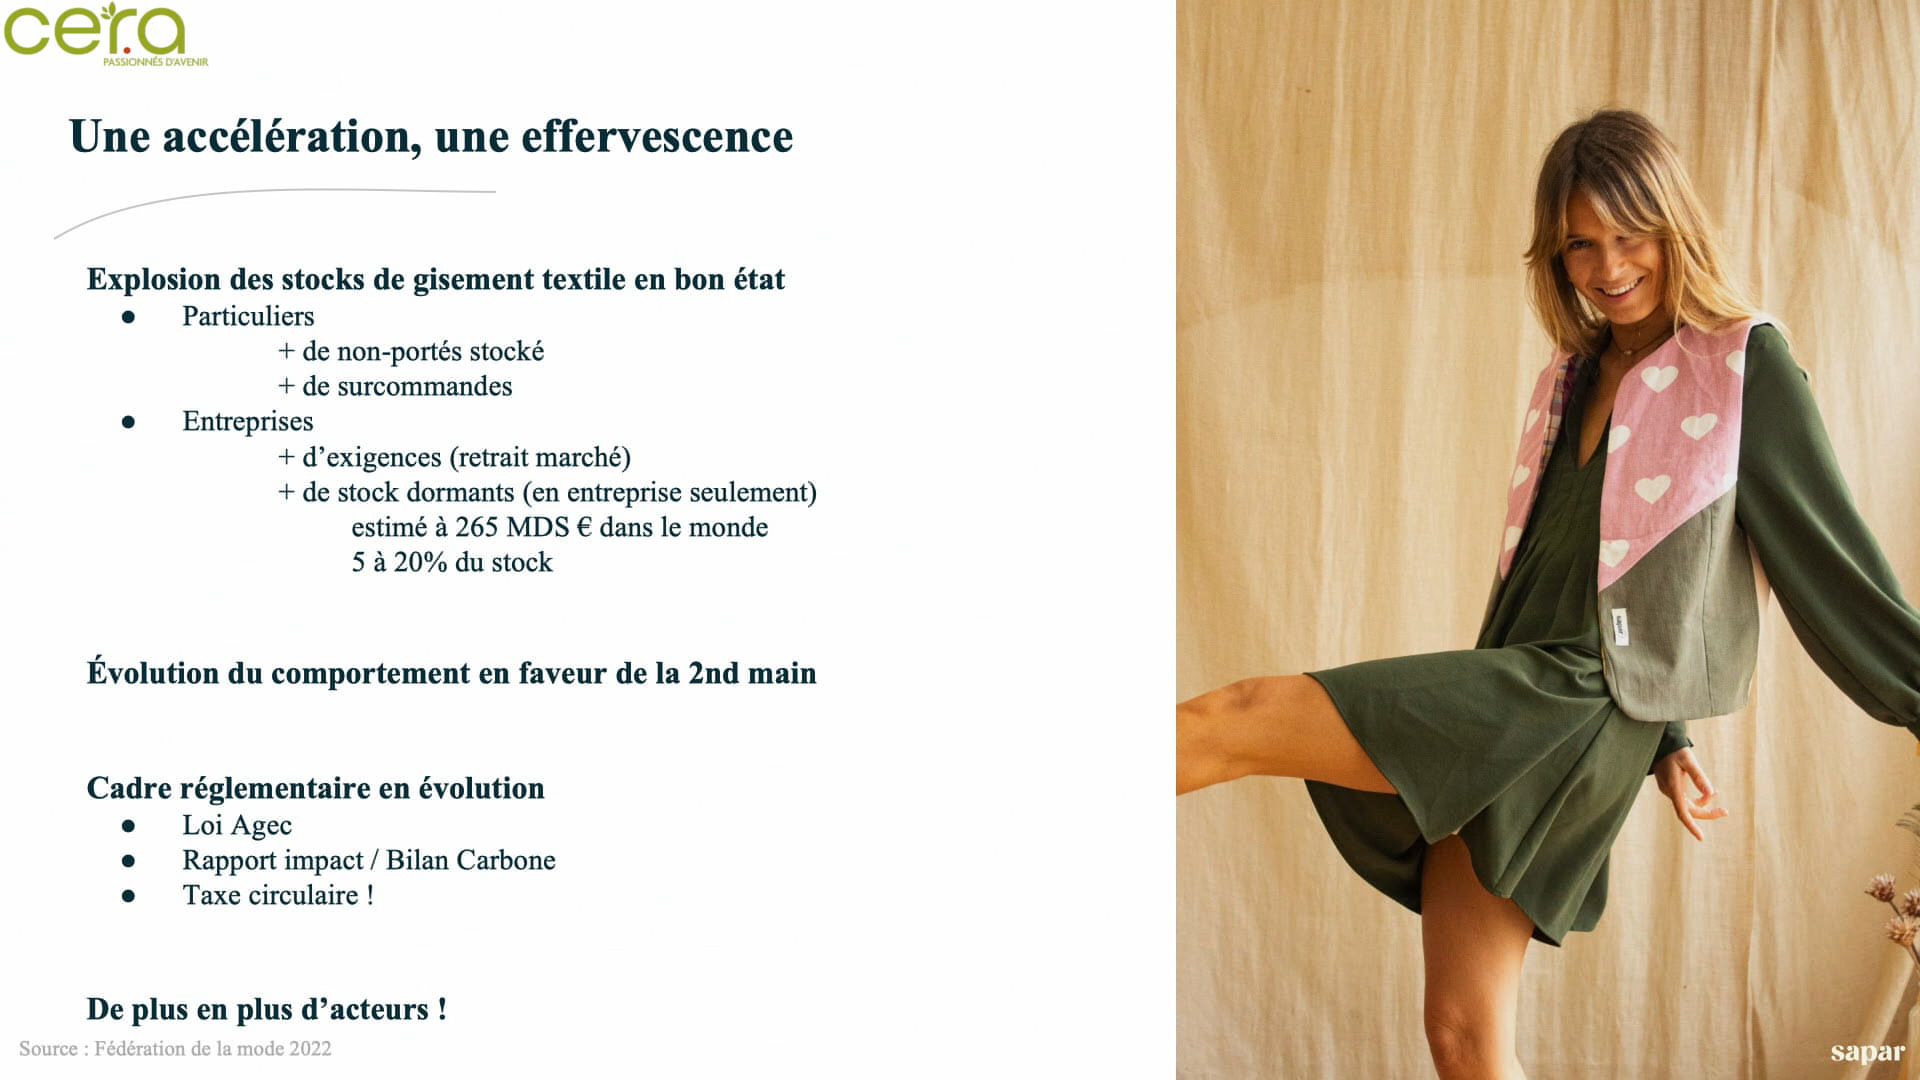 cer.a
PASSIONNÉS D'AVENIR
Une accélération, une effervescence
Explosion des stocks de gisement textile en bon état
● Particuliers
+ de non-portés stocké
+ de surcommandes
● Entreprises
+ d’exigences (retrait marché)
+ de stock dormants (en entreprise seulement)
estimé à 265 MDS € dans le monde
5 à 20% du stock
Évolution du comportement en faveur de la 2nd main
Cadre réglementaire en évolution
● Loi Agec
● Rapport impact / Bilan Carbone
● Taxe circulaire !
De plus en plus d’acteurs !
Source : Fédération de la mode 2022
sapar
sapar